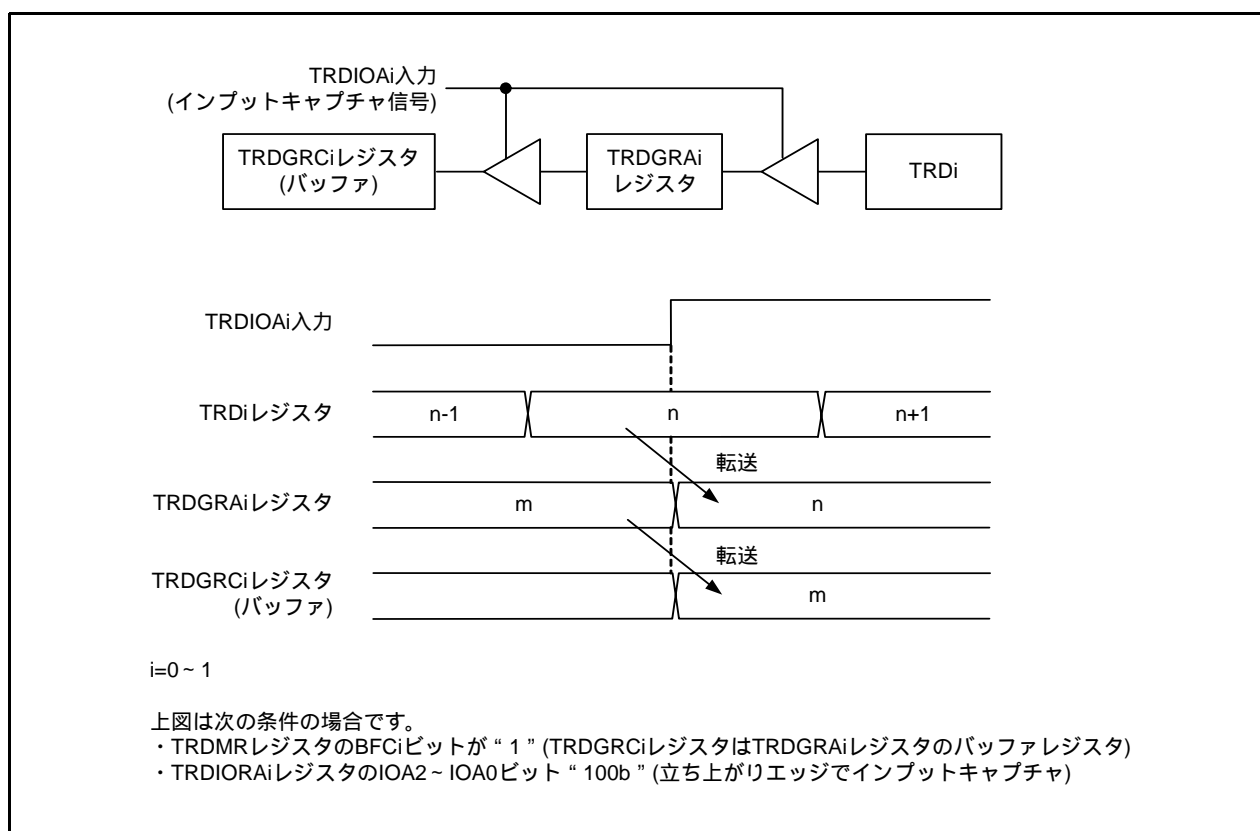 TRDIOAi入力
(インプットキャプチャ信号)
TRDGRCiレジスタ
(バッファ)
TRDGRAi
レジスタ
TRDi
TRDIOAi入力
TRDiレジスタ
n-1
n
n+1
転送
TRDGRAiレジスタ
m
n
転送
TRDGRCiレジスタ
(バッファ)
m
i=0 ~ 1
上図は次の条件の場合です。
・TRDMRレジスタのBFCiビットが “ 1 ” (TRDGRCiレジスタはTRDGRAiレジスタのバッファレジスタ)
・TRDIORAiレジスタのIOA2 ~ IOA0ビット “ 100b ” (立ち上がりエッジでインプットキャプチャ)